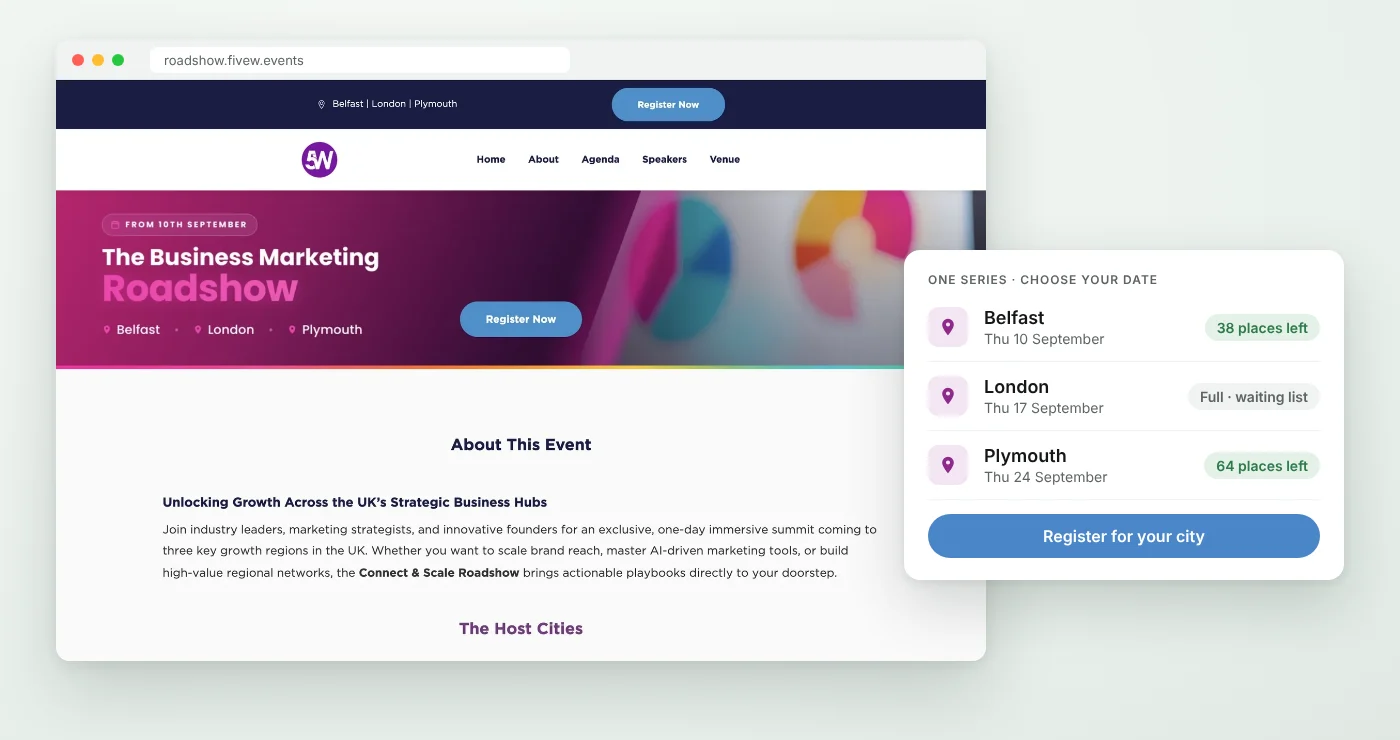 roadshow.fivew.events
Belfast | London | Plymouth
Register Now
5W
Home About Agenda Speakers Venue
FROM 10TH SEPTEMBER
The Business Marketing
Roadshow
Belfast • London • Plymouth
Register Now
About This Event
Unlocking Growth Across the UK’s Strategic Business Hubs
Join industry leaders, marketing strategists, and innovative founders for an exclusive, one-day immersive summit coming to
three key growth regions in the UK. Whether you want to scale brand reach, master AI-driven marketing tools, or build
high-value regional networks, the Connect & Scale Roadshow brings actionable playbooks directly to your doorstep.
The Host Cities
ONE SERIES · CHOOSE YOUR DATE
Belfast
Thu 10 September
38 places left
London
Thu 17 September
Full · waiting list
Plymouth
Thu 24 September
64 places left
Register for your city